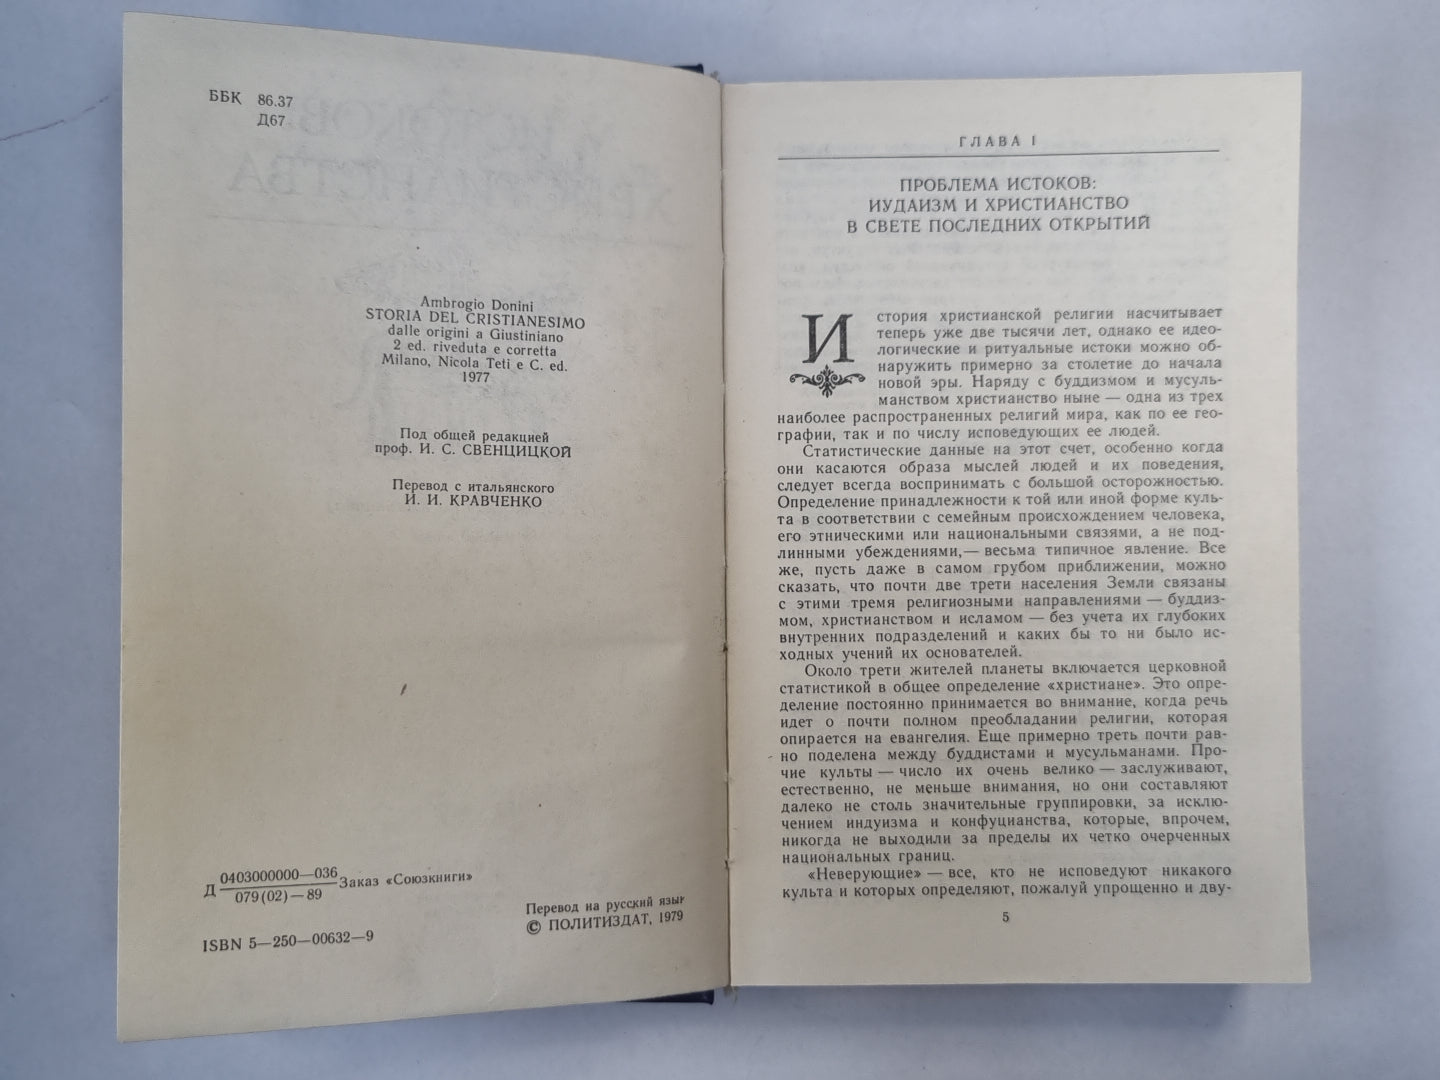 ББК 86.37
Д67
Ambrogio Donini
STORIA DEL CRISTIANESIMO
dalle origini a Giustiniano
2 ed. riveduta e corretta
Milano, Nicola Teti e C. ed.
1977
Под общей редакцией
проф. И. С. СВЕНЦИЦКОЙ
Перевод с итальянского
И. И. КРАВЧЕНКО
Д 0403000000—036
079(02)—89 Заказ «Союзкниги»
ISBN 5—250—00632—9
Перевод на русский язык
© ПОЛИТИЗДАТ, 1979
ГЛАВА I
ПРОБЛЕМА ИСТОКОВ:
ИУДАИЗМ И ХРИСТИАНСТВО
В СВЕТЕ ПОСЛЕДНИХ ОТКРЫТИЙ
История христианской религии насчитывает
теперь уже две тысячи лет, однако ее идео-
логические и ритуальные истоки можно об-
наружить примерно за столетие до начала
новой эры. Наряду с буддизмом и мусуль-
манством христианство ныне — одна из трех
наиболее распространенных религий мира, как по ее гео-
графии, так и по числу исповедующих ее людей.
Статистические данные на этот счет, особенно когда
они касаются образа мыслей людей и их поведения,
следует всегда воспринимать с большой осторожностью.
Определение принадлежности к той или иной форме куль-
та в соответствии с семейным происхождением человека,
его этническими или национальными связями, а не под-
линными убеждениями,— весьма типичное явление. Все
же, пусть даже в самом грубом приближении, можно
сказать, что почти две трети населения Земли связаны
с этими тремя религиозными направлениями — буддиз-
мом, христианством и исламом — без учета их глубоких
внутренних подразделений и каких бы то ни было ис-
ходных учений их основателей.
Около трети жителей планеты включается церковной
статистикой в общее определение «христиане». Это опре-
деление постоянно принимается во внимание, когда речь
идет о почти полном преобладании религии, которая
опирается на евангелия. Еще примерно треть почти рав-
но поделена между буддистами и мусульманами. Про-
чие культы — число их очень велико — заслуживают,
естественно, не меньше внимания, но они составляют
далеко не столь значительные группировки, за исклю-
чением индуизма и конфуцианства, которые, впрочем,
никогда не выходили за пределы их четко очерченных
национальных границ.
«Неверующие» — все, кто не исповедуют никакого
культа и которых определяют, пожалуй упрощенно и дву-
5